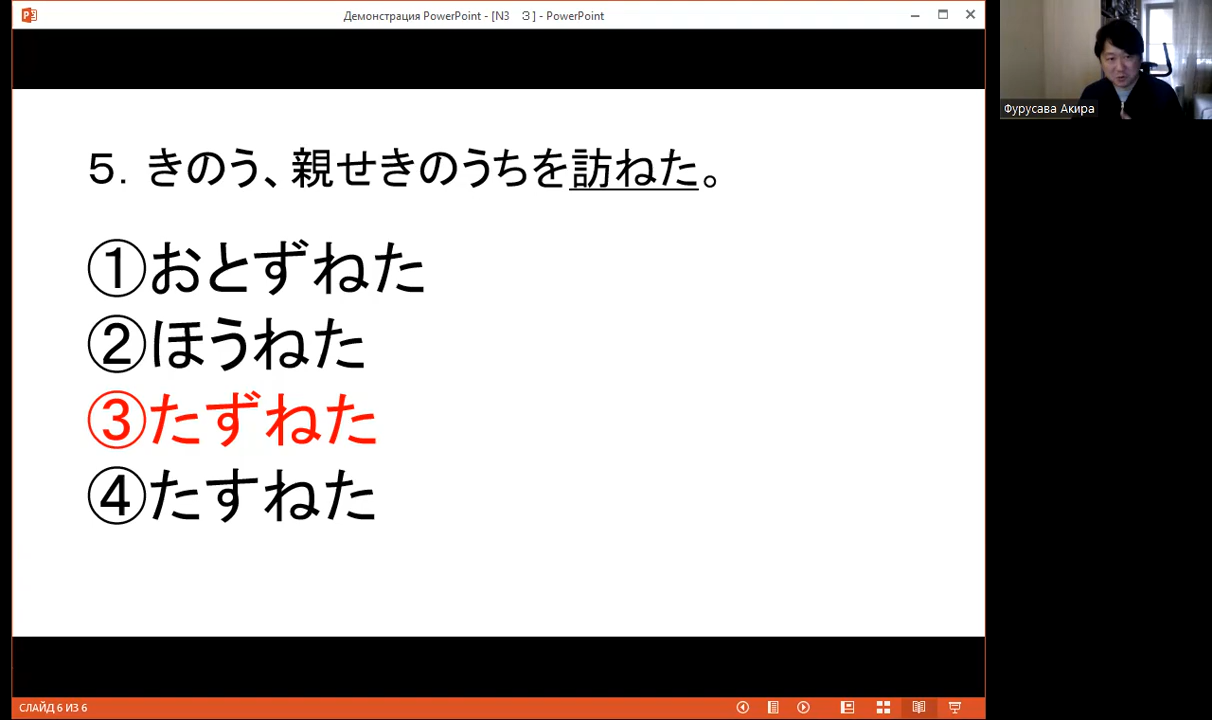 Демонстрация PowerPoint - [N3　３] - PowerPoint
５．きのう、親せきのうちを訪ねた。
①おとずねた
②ほうねた
③たずねた
④たすねた
Фурусава Акира
СЛАЙД 6 ИЗ 6